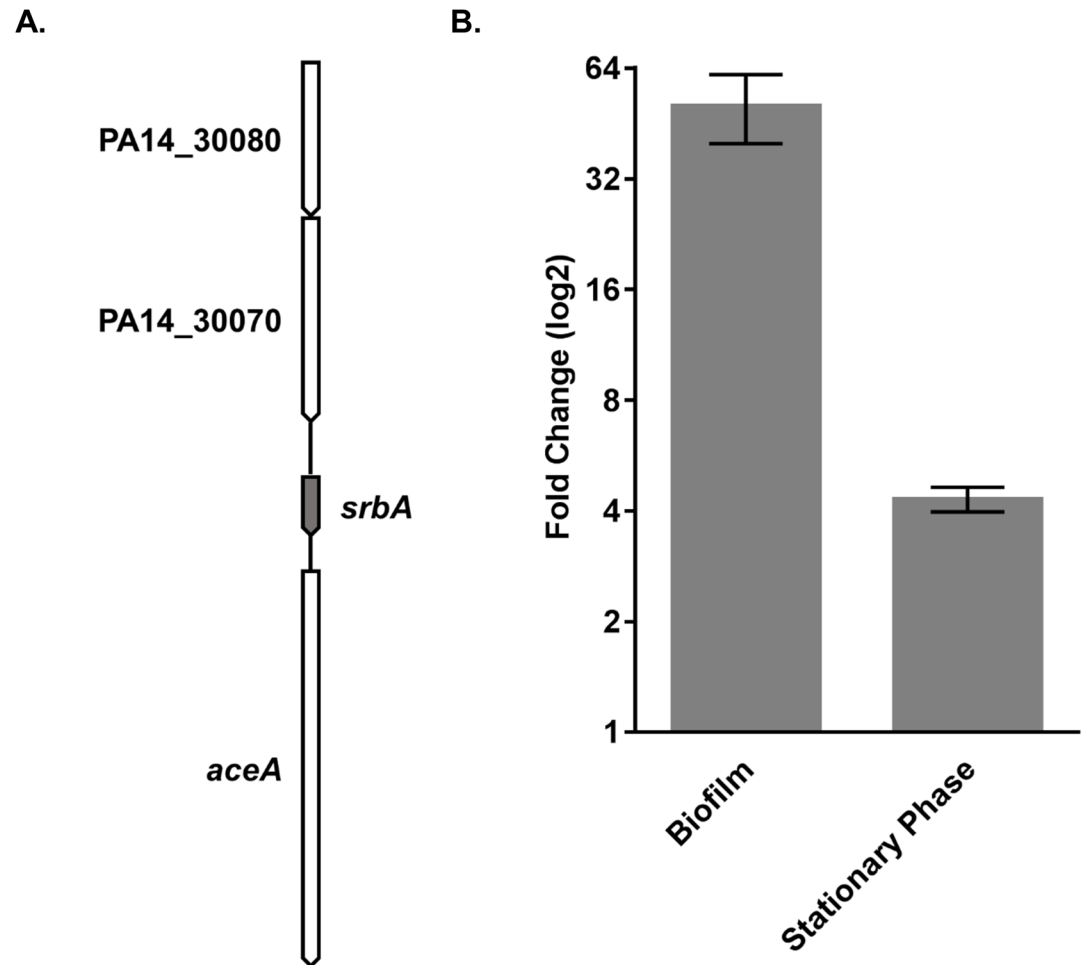 A.
PA14_30080
PA14_30070
srbA
aceA
B.
Fold Change (log2)
64
32
16
8
4
2
1
Biofilm
Stationary Phase